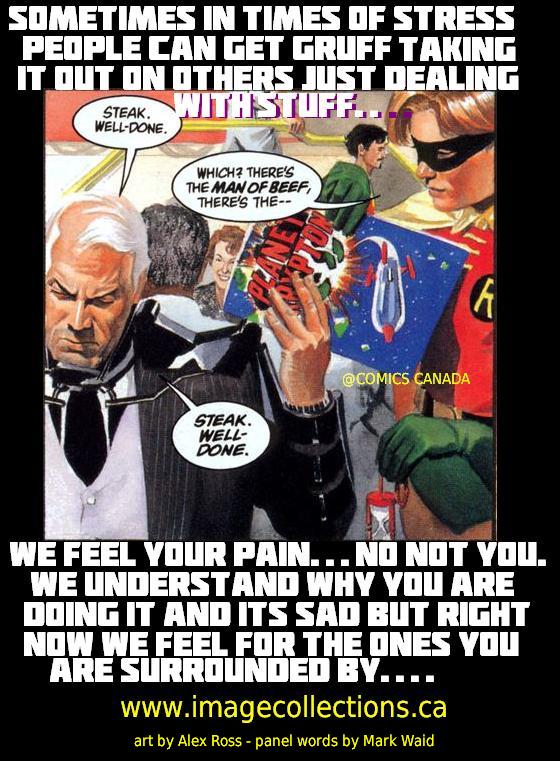 SOMETIMES IN TIMES OF STRESS
PEOPLE CAN GET GRUFF TAKING
IT OUT ON OTHERS JUST DEALING
WITH STUFF....
STEAK.
WELL-DONE.
WHICH? THERE'S
THE MAN OF BEEF,
THERE'S THE--
PLANET
KRYPTON
R
@COMICS CANADA
STEAK.
WELL-
DONE.
WE FEEL YOUR PAIN...NO NOT YOU.
WE UNDERSTAND WHY YOU ARE
DOING IT AND ITS SAD BUT RIGHT
NOW WE FEEL FOR THE ONES YOU
ARE SURROUNDED BY....
www.imagecollections.ca
art by Alex Ross - panel words by Mark Waid